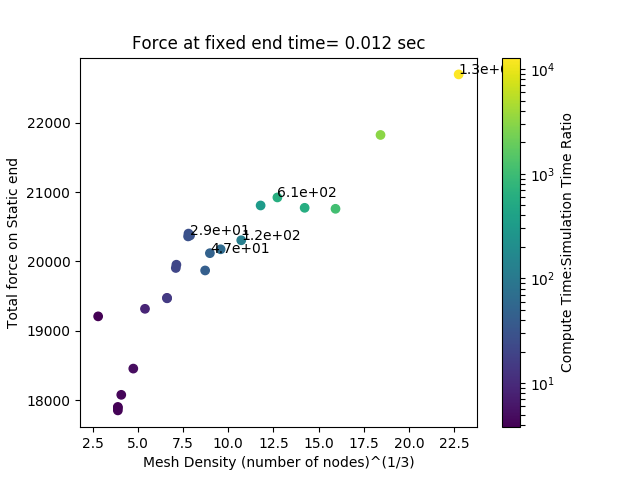 Force at fixed end time= 0.012 sec
Total force on Static end
22000
21000
20000
19000
18000
1.3e+
6.1e+02
2.9e+01
1.2e+02
4.7e+01
2.5
5.0
7.5
10.0
12.5
15.0
17.5
20.0
22.5
Mesh Density (number of nodes)^(1/3)
10^4
10^3
10^2
10^1
Compute Time:Simulation Time Ratio